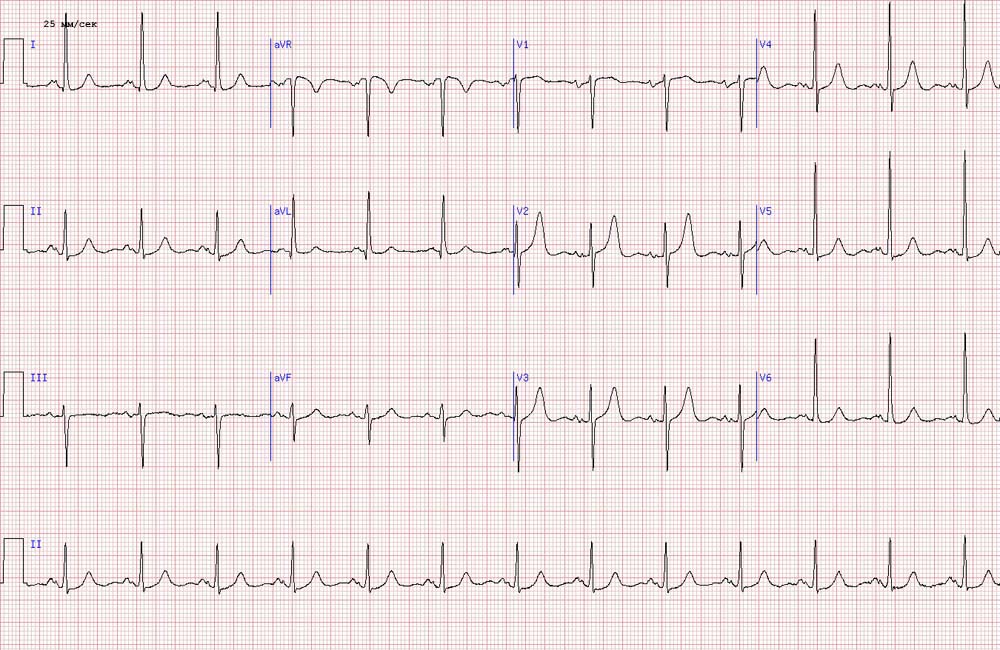 25 мм/сек
I aVR V1 V4
II aVL V2 V5
III aVF V3 V6
II